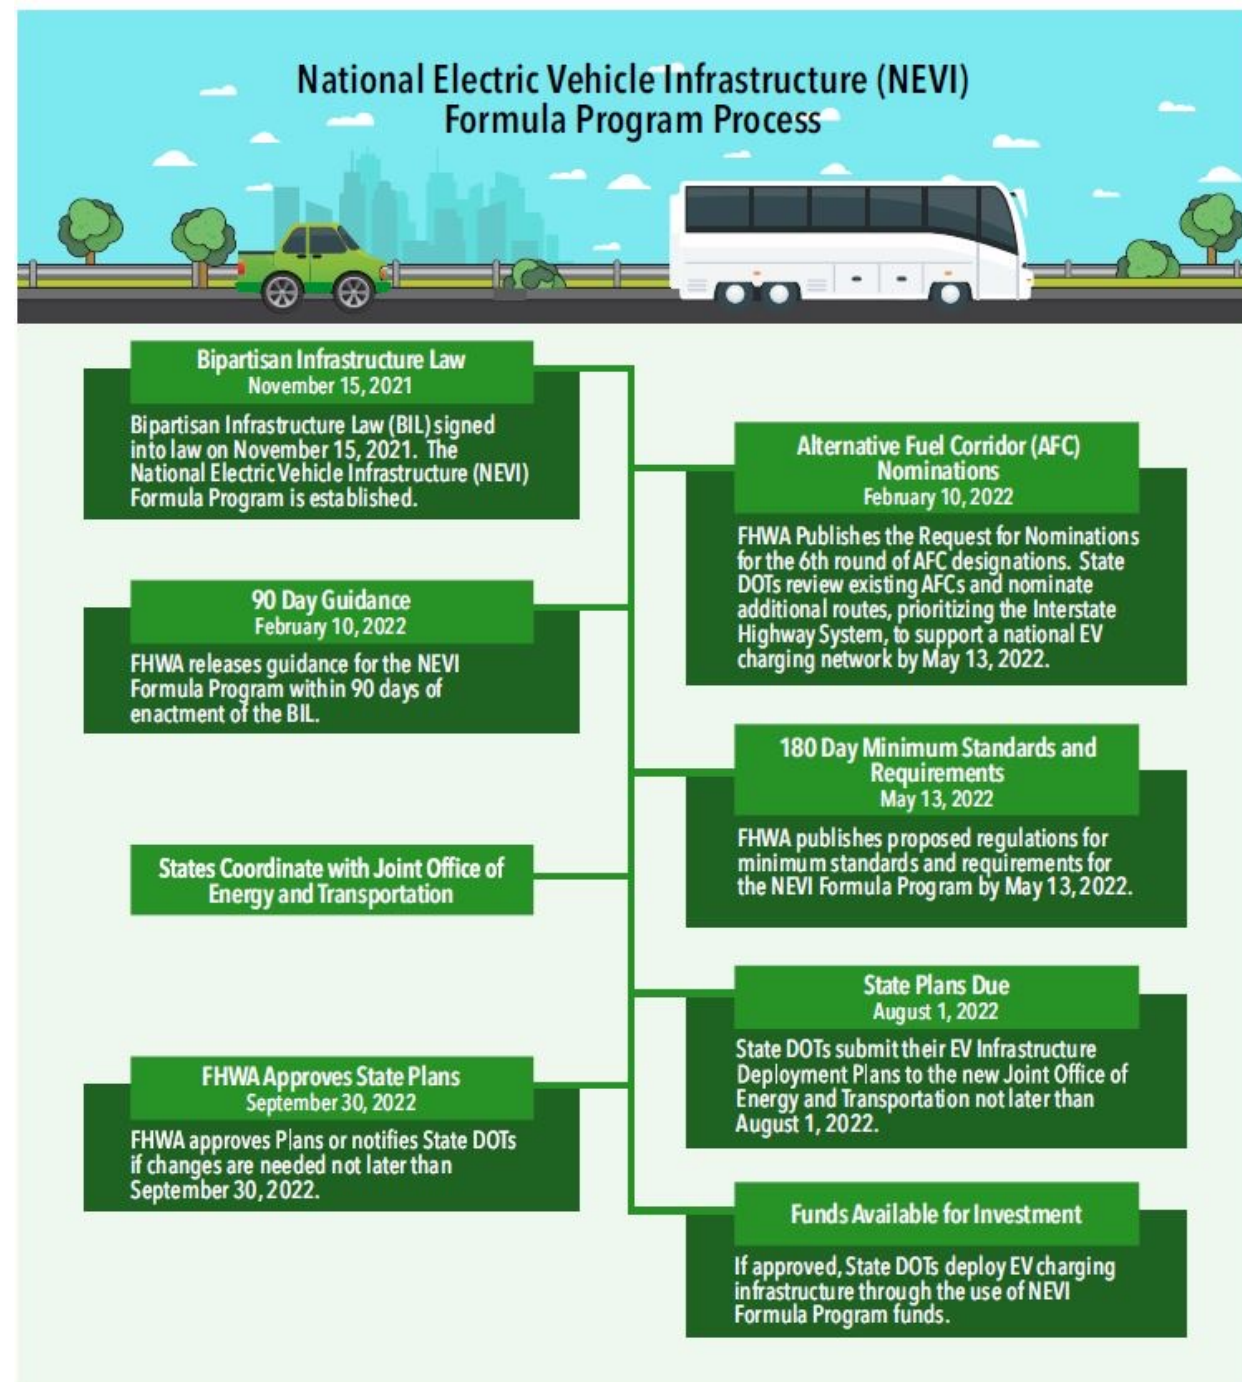 National Electric Vehicle Infrastructure (NEVI)
Formula Program Process
Bipartisan Infrastructure Law
November 15, 2021
Bipartisan Infrastructure Law (BIL) signed
into law on November 15, 2021. The
National Electric Vehicle Infrastructure (NEVI)
Formula Program is established.
Alternative Fuel Corridor (AFC)
Nominations
February 10, 2022
FHWA Publishes the Request for Nominations
for the 6th round of AFC designations. State
DOTs review existing AFCs and nominate
additional routes, prioritizing the Interstate
Highway System, to support a national EV
charging network by May 13, 2022.
90 Day Guidance
February 10, 2022
FHWA releases guidance for the NEVI
Formula Program within 90 days of
enactment of the BIL.
180 Day Minimum Standards and
Requirements
May 13, 2022
FHWA publishes proposed regulations for
minimum standards and requirements for
the NEVI Formula Program by May 13, 2022.
States Coordinate with Joint Office of
Energy and Transportation
State Plans Due
August 1, 2022
State DOTs submit their EV Infrastructure
Deployment Plans to the new Joint Office of
Energy and Transportation not later than
August 1, 2022.
FHWA Approves State Plans
September 30, 2022
FHWA approves Plans or notifies State DOTs
if changes are needed not later than
September 30, 2022.
Funds Available for Investment
If approved, State DOTs deploy EV charging
infrastructure through the use of NEVI
Formula Program funds.